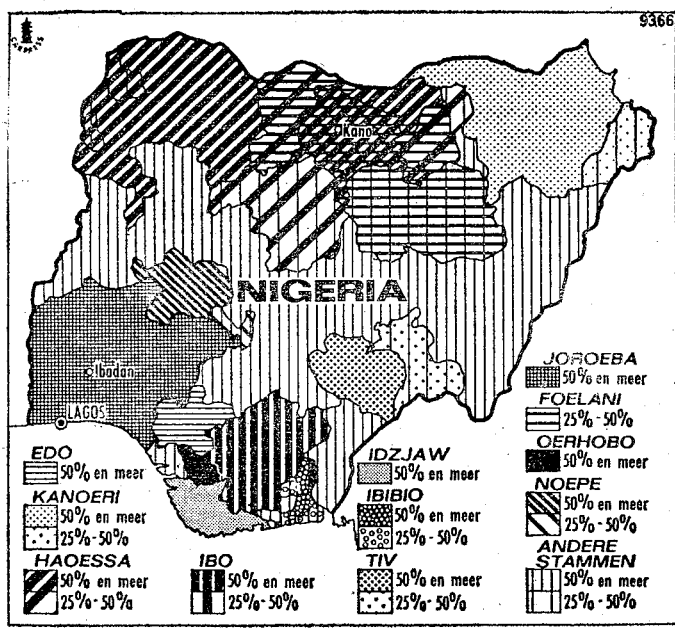 9366
CARPRESS
Kano
NIGERIA
Ibadan
LAGOS
JOROEBA
50% en meer
FOELANI
25% - 50%
OERHOBO
50% en meer
NOEPE
50% en meer
25% - 50%
ANDERE
STAMMEN
50% en meer
25% - 50%
EDO
50% en meer
KANOERI
50% en meer
25% - 50%
HAOESSA
50% en meer
25% - 50%
IBO
50% en meer
25% - 50%
IDZJAW
50% en meer
IBIBIO
50% en meer
25% - 50%
TIV
50% en meer
25% - 50%